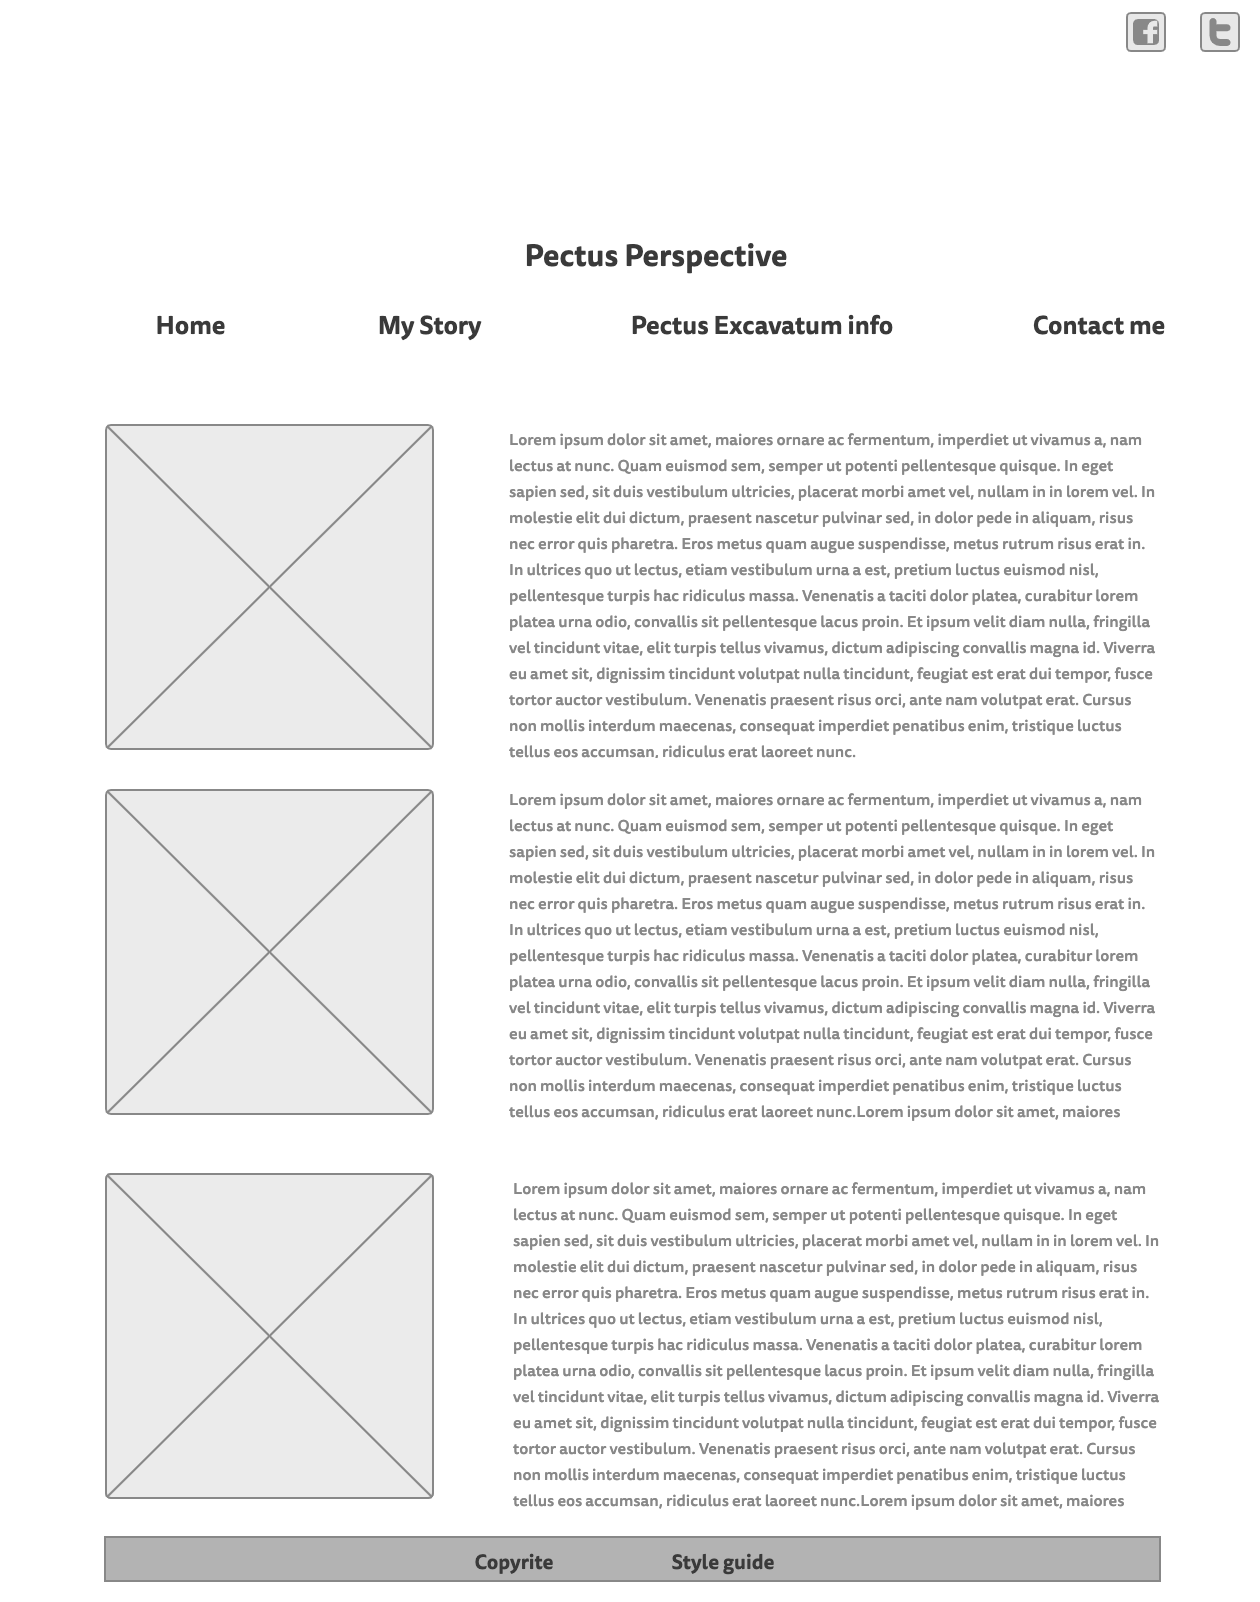 Pectus Perspective
Home My Story Pectus Excavatum info Contact me
Lorem ipsum dolor sit amet, maiores ornare ac fermentum, imperdiet ut vivamus a, nam
lectus at nunc. Quam euismod sem, semper ut potenti pellentesque quisque. In eget
sapien sed, sit duis vestibulum ultricies, placerat morbi amet vel, nullam in in lorem vel. In
molestie elit dui dictum, praesent nascetur pulvinar sed, in dolor pede in aliquam, risus
nec error quis pharetra. Eros metus quam augue suspendisse, metus rutrum risus erat in.
In ultrices quo ut lectus, etiam vestibulum urna a est, pretium luctus euismod nisl,
pellentesque turpis hac ridiculus massa. Venenatis a taciti dolor platea, curabitur lorem
platea urna odio, convallis sit pellentesque lacus proin. Et ipsum velit diam nulla, fringilla
vel tincidunt vitae, elit turpis tellus vivamus, dictum adipiscing convallis magna id. Viverra
eu amet sit, dignissim tincidunt volutpat nulla tincidunt, feugiat est erat dui tempor, fusce
tortor auctor vestibulum. Venenatis praesent risus orci, ante nam volutpat erat. Cursus
non mollis interdum maecenas, consequat imperdiet penatibus enim, tristique luctus
tellus eos accumsan, ridiculus erat laoreet nunc.
Lorem ipsum dolor sit amet, maiores ornare ac fermentum, imperdiet ut vivamus a, nam
lectus at nunc. Quam euismod sem, semper ut potenti pellentesque quisque. In eget
sapien sed, sit duis vestibulum ultricies, placerat morbi amet vel, nullam in in lorem vel. In
molestie elit dui dictum, praesent nascetur pulvinar sed, in dolor pede in aliquam, risus
nec error quis pharetra. Eros metus quam augue suspendisse, metus rutrum risus erat in.
In ultrices quo ut lectus, etiam vestibulum urna a est, pretium luctus euismod nisl,
pellentesque turpis hac ridiculus massa. Venenatis a taciti dolor platea, curabitur lorem
platea urna odio, convallis sit pellentesque lacus proin. Et ipsum velit diam nulla, fringilla
vel tincidunt vitae, elit turpis tellus vivamus, dictum adipiscing convallis magna id. Viverra
eu amet sit, dignissim tincidunt volutpat nulla tincidunt, feugiat est erat dui tempor, fusce
tortor auctor vestibulum. Venenatis praesent risus orci, ante nam volutpat erat. Cursus
non mollis interdum maecenas, consequat imperdiet penatibus enim, tristique luctus
tellus eos accumsan, ridiculus erat laoreet nunc.Lorem ipsum dolor sit amet, maiores
Lorem ipsum dolor sit amet, maiores ornare ac fermentum, imperdiet ut vivamus a, nam
lectus at nunc. Quam euismod sem, semper ut potenti pellentesque quisque. In eget
sapien sed, sit duis vestibulum ultricies, placerat morbi amet vel, nullam in in lorem vel. In
molestie elit dui dictum, praesent nascetur pulvinar sed, in dolor pede in aliquam, risus
nec error quis pharetra. Eros metus quam augue suspendisse, metus rutrum risus erat in.
In ultrices quo ut lectus, etiam vestibulum urna a est, pretium luctus euismod nisl,
pellentesque turpis hac ridiculus massa. Venenatis a taciti dolor platea, curabitur lorem
platea urna odio, convallis sit pellentesque lacus proin. Et ipsum velit diam nulla, fringilla
vel tincidunt vitae, elit turpis tellus vivamus, dictum adipiscing convallis magna id. Viverra
eu amet sit, dignissim tincidunt volutpat nulla tincidunt, feugiat est erat dui tempor, fusce
tortor auctor vestibulum. Venenatis praesent risus orci, ante nam volutpat erat. Cursus
non mollis interdum maecenas, consequat imperdiet penatibus enim, tristique luctus
tellus eos accumsan, ridiculus erat laoreet nunc.Lorem ipsum dolor sit amet, maiores
Copyrite Style guide